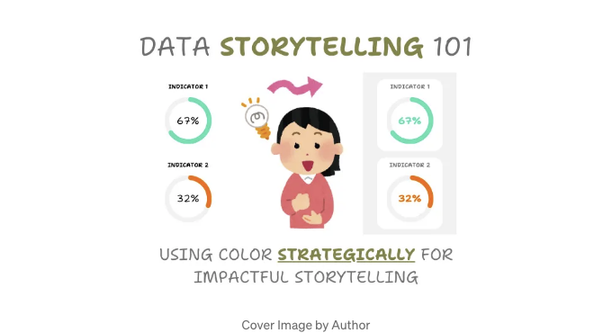 DATA STORYTELLING 101
INDICATOR 1
67%
INDICATOR 2
32%
INDICATOR 1
67%
INDICATOR 2
32%
USING COLOR STRATEGICALLY FOR
IMPACTFUL STORYTELLING
Cover Image by Author